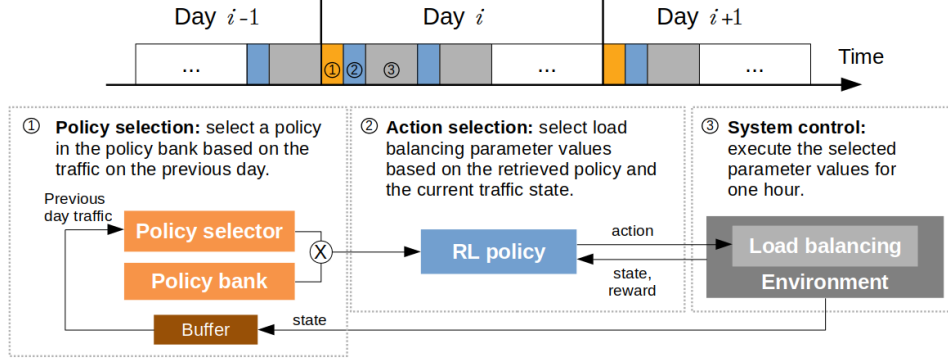 Day i-1
Day i
Day i+1
...
①
②
③
...
...
Time
① Policy selection: select a policy
in the policy bank based on the
traffic on the previous day.
② Action selection: select load
balancing parameter values
based on the retrieved policy and
the current traffic state.
③ System control:
execute the selected
parameter values for
one hour.
Previous
day traffic
Policy selector
Policy bank
X
RL policy
action
state,
reward
Load balancing
Environment
Buffer
state